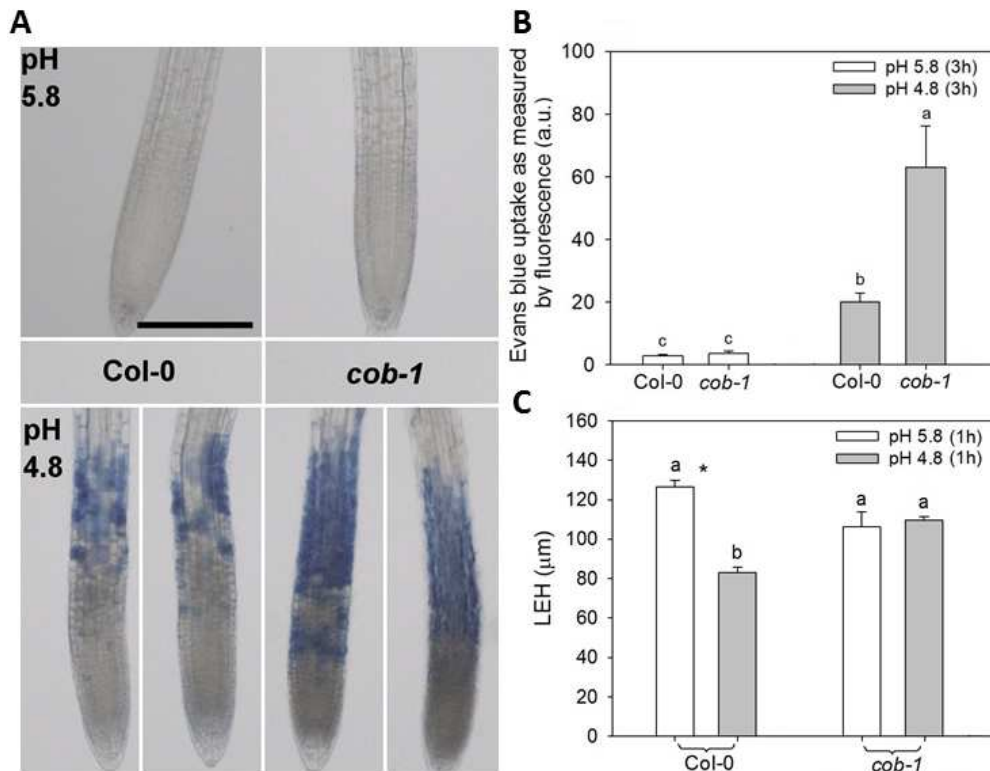 A
pH
5.8
Col-0
cob-1
pH
4.8
B
Evans blue uptake as measured
by fluorescence (a.u.)
100
80
60
40
20
0
pH 5.8 (3h)
pH 4.8 (3h)
c
c
b
a
Col-0
cob-1
Col-0
cob-1
C
LEH (µm)
160
140
120
100
80
60
40
20
0
pH 5.8 (1h)
pH 4.8 (1h)
a *
b
a
a
Col-0
cob-1